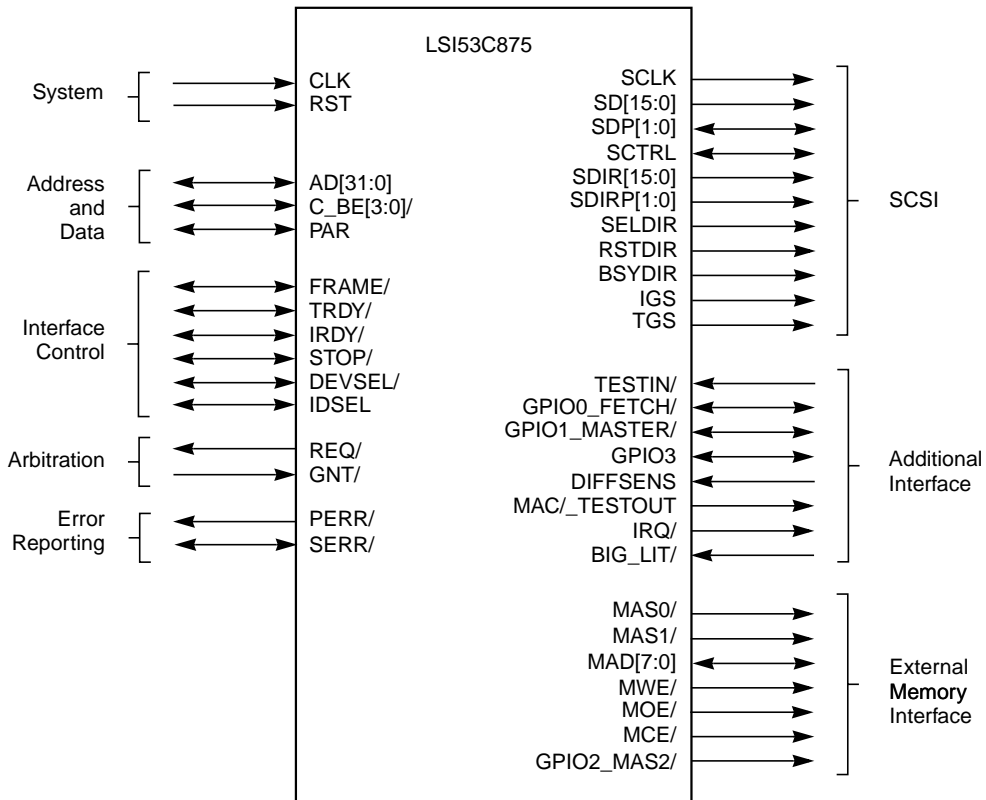 LSI53C875
System
CLK
RST
Address
and
Data
AD[31:0]
C_BE[3:0]/
PAR
Interface
Control
FRAME/
TRDY/
IRDY/
STOP/
DEVSEL/
IDSEL
Arbitration
REQ/
GNT/
Error
Reporting
PERR/
SERR/
SCLK
SD[15:0]
SDP[1:0]
SCTRL
SDIR[15:0]
SDIRP[1:0]
SELDIR
RSTDIR
BSYDIR
IGS
TGS
SCSI
TESTIN/
GPIO0_FETCH/
GPIO1_MASTER/
GPIO3
DIFFSENS
MAC/_TESTOUT
IRQ/
BIG_LIT/
Additional
Interface
MAS0/
MAS1/
MAD[7:0]
MWE/
MOE/
MCE/
GPIO2_MAS2/
External
Memory
Interface